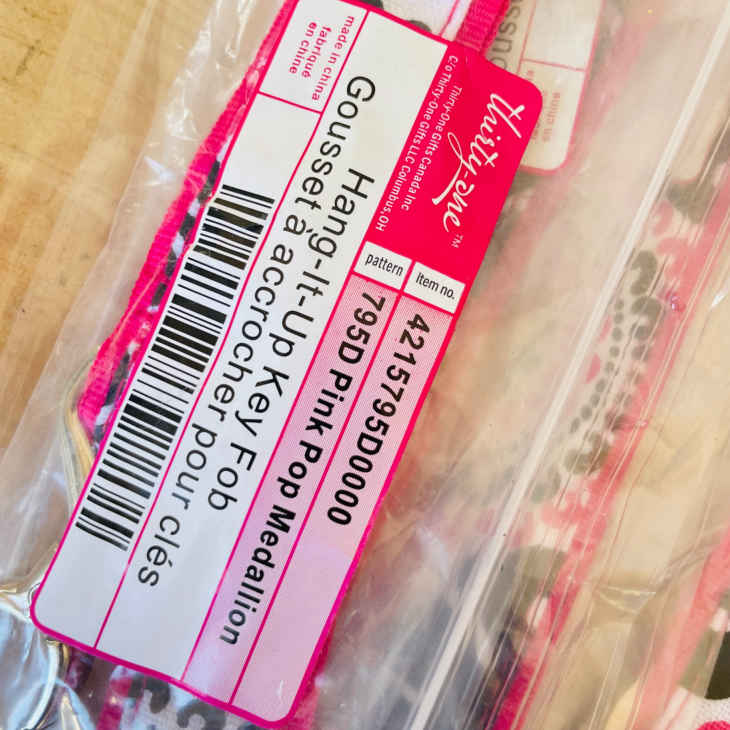 thirty-one™
Thirty-One Gifts Canada Inc
C/o Thirty-One Gifts LLC Columbus, OH
item no.
4215795D0000
pattern
795D Pink Pop Medallion
Hang-It-Up Key Fob
Gousset à accrocher pour clés
made in china
fabriqué
en chine